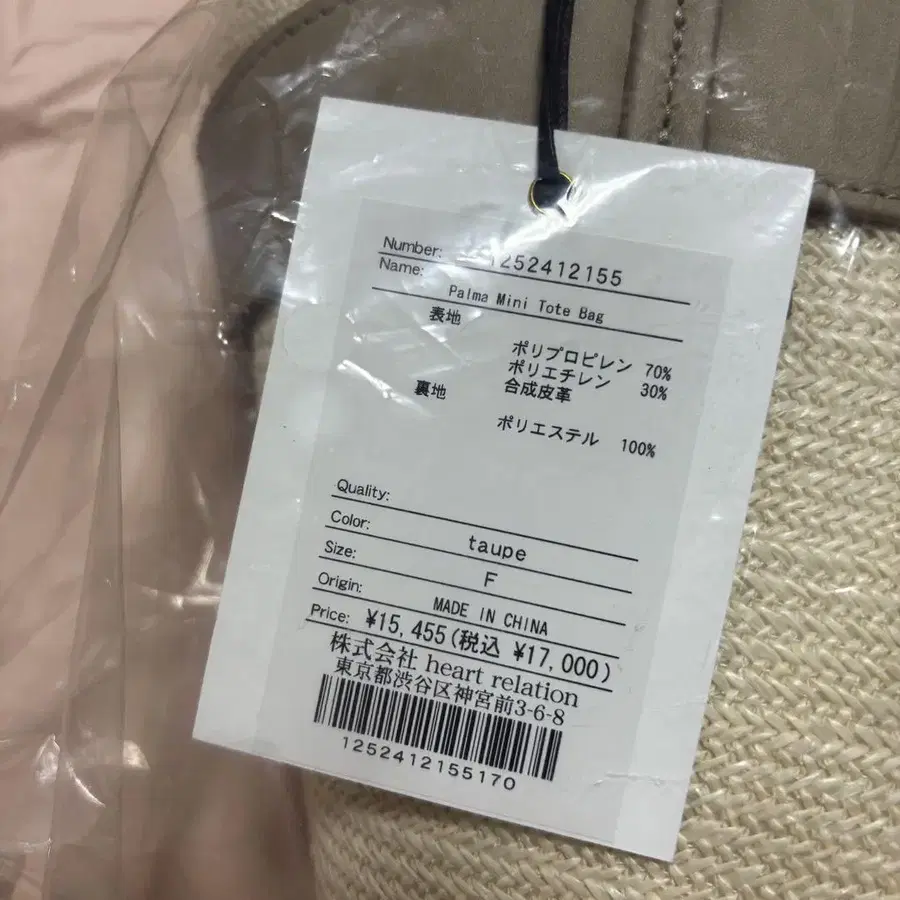 Number: 1252412155
Name: Palma Mini Tote Bag
表地 ポリプロピレン 70%
ポリエチレン 30%
合成皮革
裏地 ポリエステル 100%
Quality:
Color: taupe
Size: F
Origin: MADE IN CHINA
Price: ¥15,455(税込 ¥17,000)
株式会社 heart relation
東京都渋谷区神宮前3-6-8
1252412155170